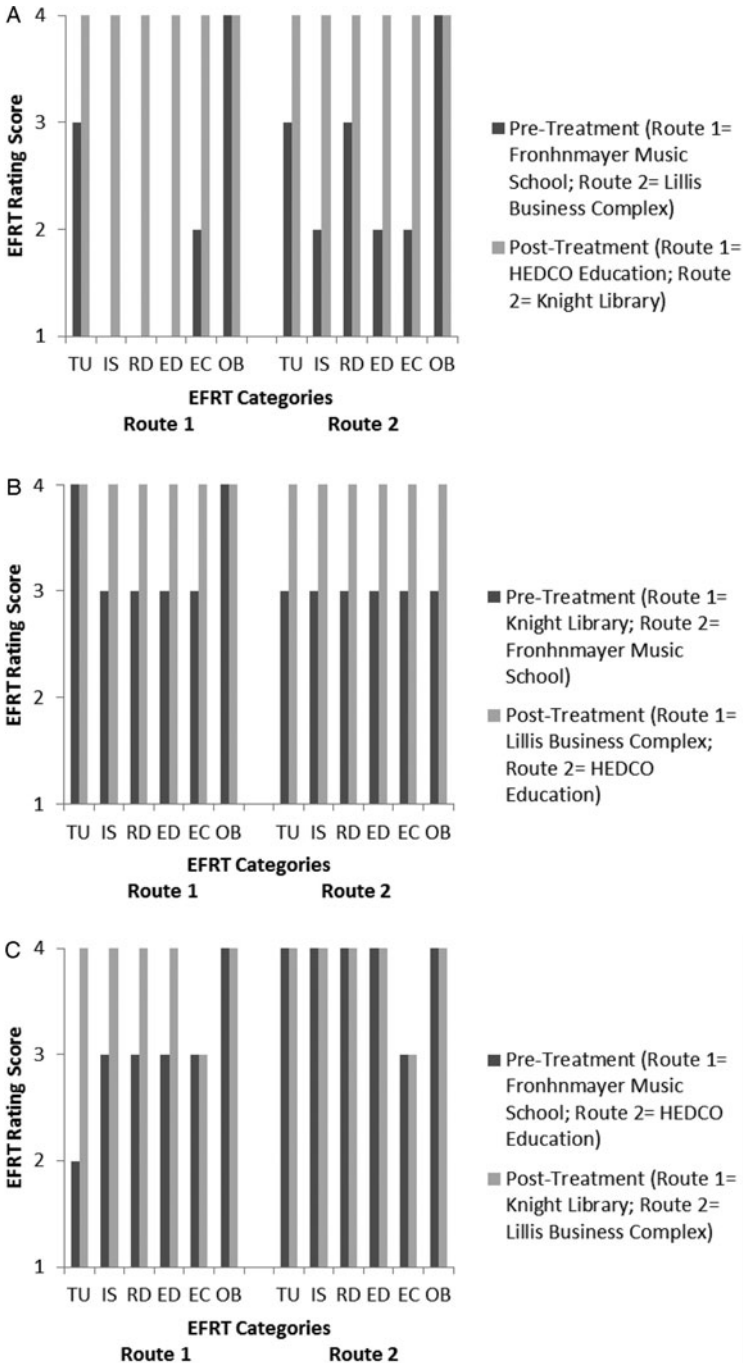 A
4
3
2
1
EFRT Rating Score
TU IS RD ED EC OB TU IS RD ED EC OB
EFRT Categories
Route 1 Route 2
Pre-Treatment (Route 1=
Fronhnmayer Music
School; Route 2= Lillis
Business Complex)
Post-Treatment (Route 1=
HEDCO Education; Route
2= Knight Library)
B
4
3
2
1
EFRT Rating Score
TU IS RD ED EC OB TU IS RD ED EC OB
EFRT Categories
Route 1 Route 2
Pre-Treatment (Route 1=
Knight Library; Route 2=
Fronhnmayer Music
School)
Post-Treatment (Route 1=
Lillis Business Complex;
Route 2= HEDCO
Education)
C
4
3
2
1
EFRT Rating Score
TU IS RD ED EC OB TU IS RD ED EC OB
EFRT Categories
Route 1 Route 2
Pre-Treatment (Route 1=
Fronhnmayer Music
School; Route 2= HEDCO
Education)
Post-Treatment (Route 1=
Knight Library; Route 2=
Lillis Business Complex)